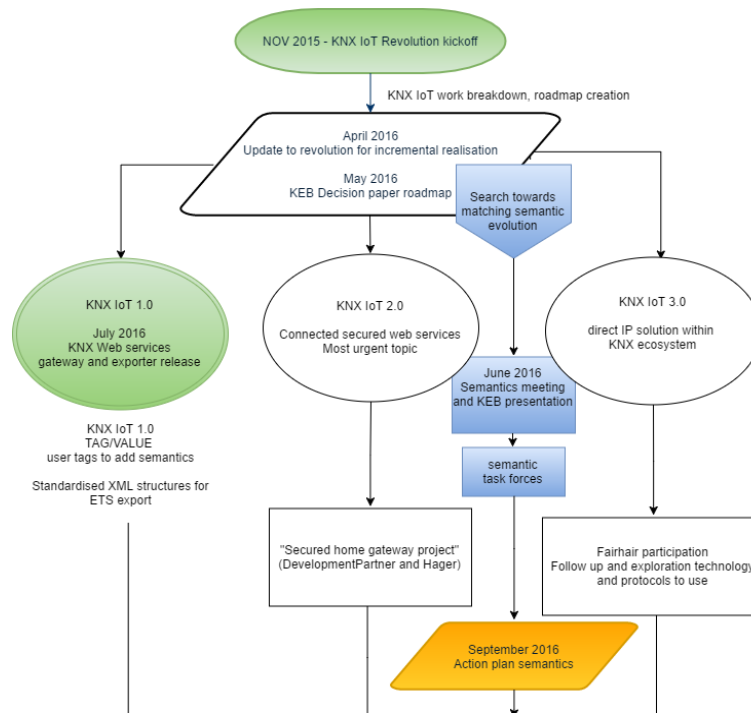 NOV 2015 - KNX IoT Revolution kickoff
KNX IoT work breakdown, roadmap creation
April 2016
Update to revolution for incremental realisation
May 2016
KEB Decision paper roadmap
Search towards
matching semantic
evolution
KNX IoT 1.0
July 2016
KNX Web services
gateway and exporter release
KNX IoT 2.0
Connected secured web services
Most urgent topic
KNX IoT 3.0
direct IP solution within
KNX ecosystem
June 2016
Semantics meeting
and KEB presentation
KNX IoT 1.0
TAG/VALUE
user tags to add semantics
Standardised XML structures for
ETS export
semantic
task forces
"Secured home gateway project"
(DevelopmentPartner and Hager)
Fairhair participation
Follow up and exploration technology
and protocols to use
September 2016
Action plan semantics